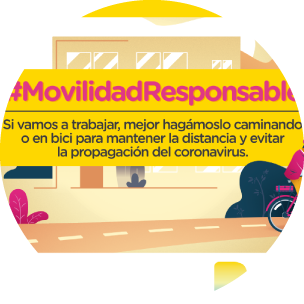 #MovilidadResponsable
Si vamos a trabajar, mejor hagámoslo caminando
o en bici para mantener la distancia y evitar
la propagación del coronavirus.